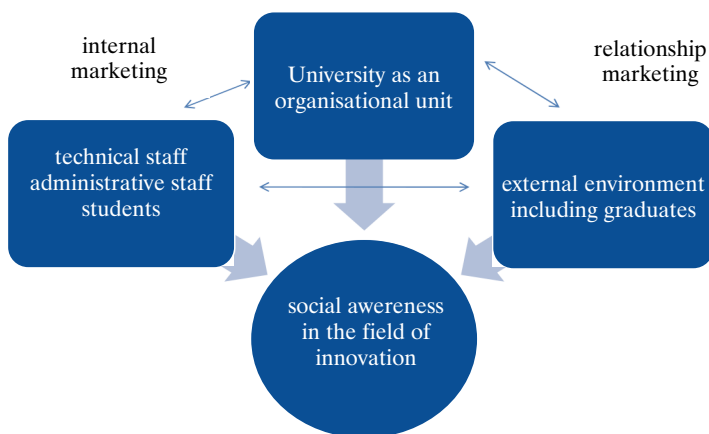 internal
marketing
University as an
organisational unit
relationship
marketing
technical staff
administrative staff
students
external environment
including graduates
social awereness
in the field of
innovation